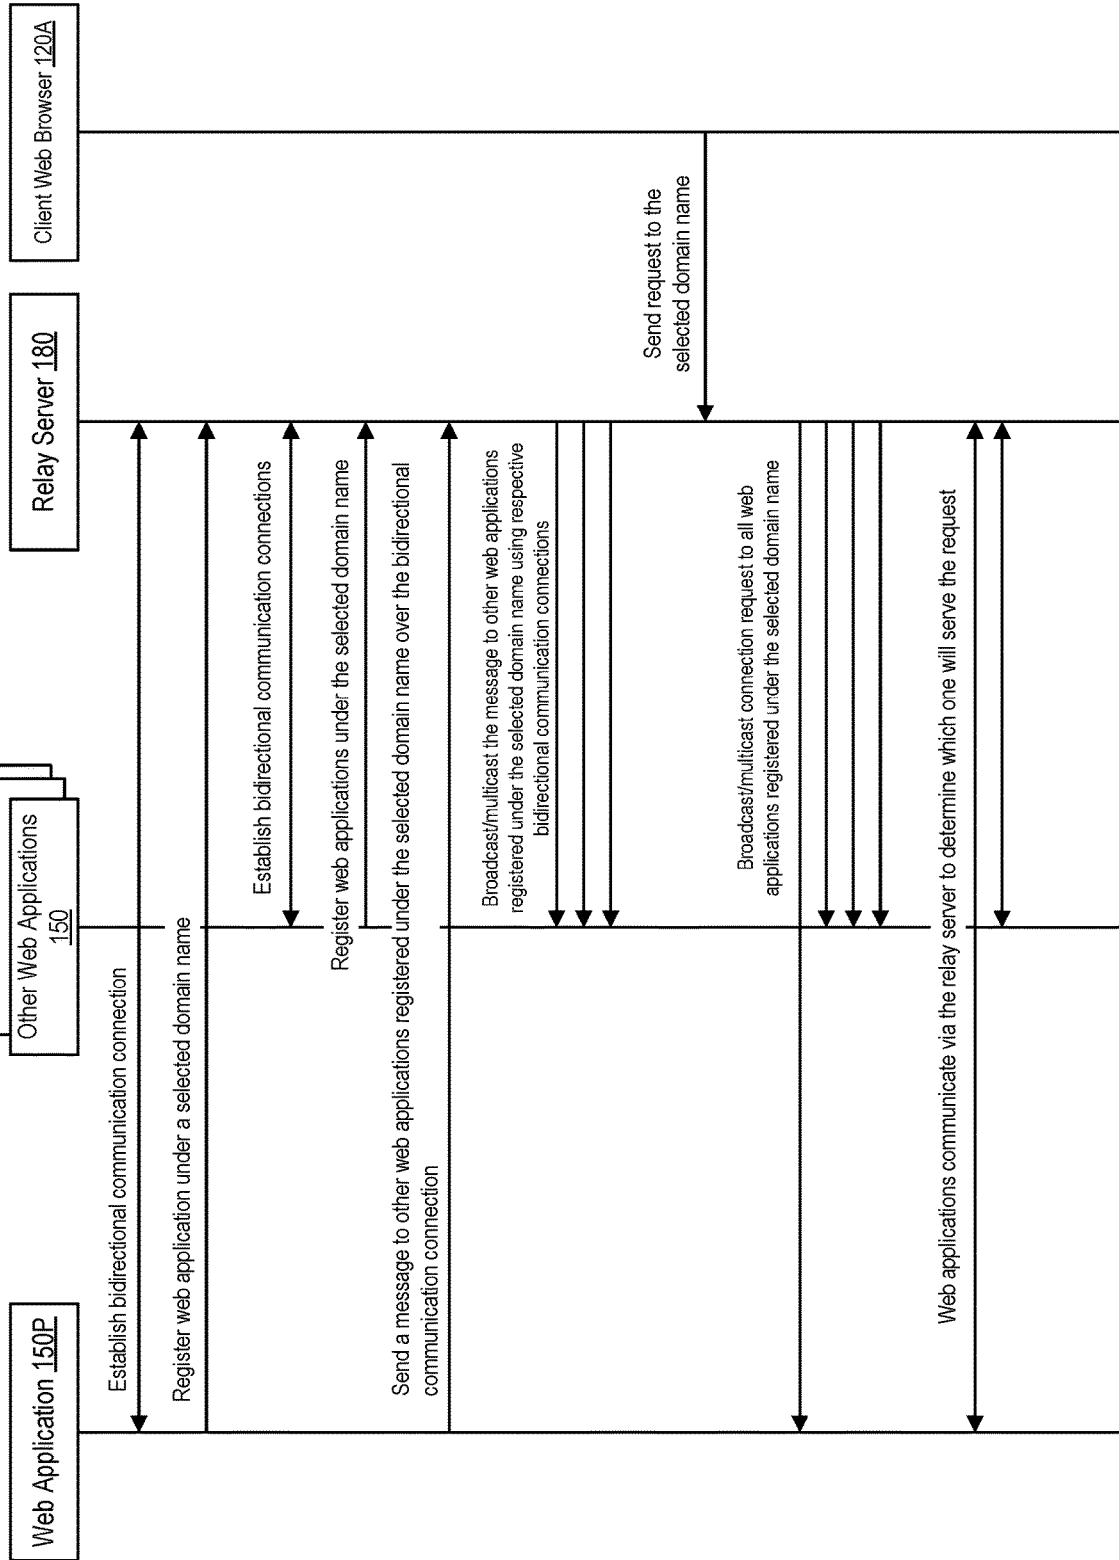 Web Application 150P
Other Web Applications
150
Relay Server 180
Client Web Browser 120A
Establish bidirectional communication connection
Register web application under a selected domain name
Establish bidirectional communication connections
Register web applications under the selected domain name
Send a message to other web applications registered under the selected domain name over the bidirectional
communication connection
Broadcast/multicast the message to other web applications
registered under the selected domain name using respective
bidirectional communication connections
Send request to the
selected domain name
Broadcast/multicast connection request to all web
applications registered under the selected domain name
Web applications communicate via the relay server to determine which one will serve the request